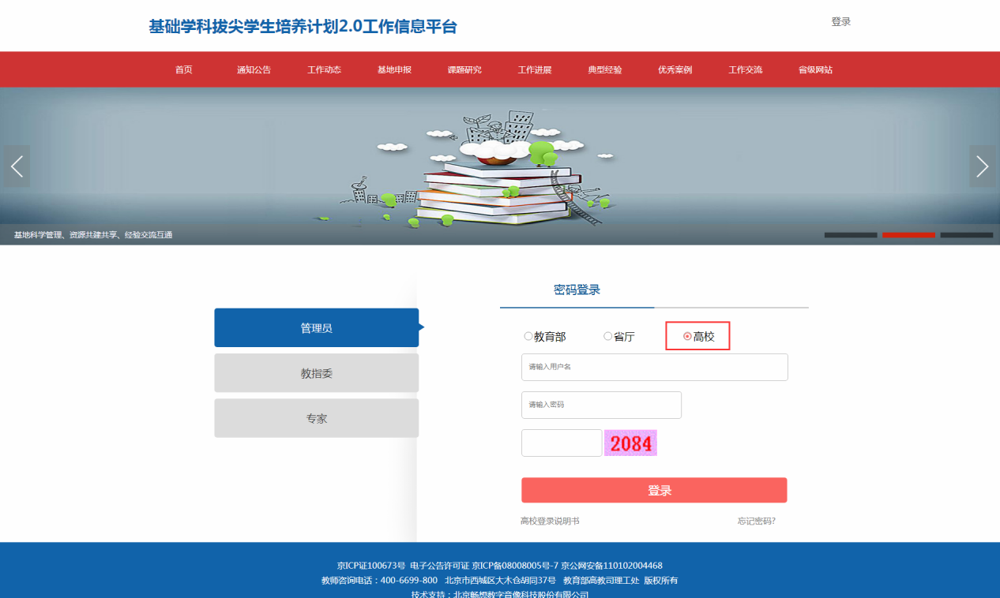 基础学科拔尖学生培养计划2.0工作信息平台
登录
首页 通知公告 工作动态 基地申报 课题研究 工作进展 典型经验 优秀案例 工作交流 省级网站
基地科学管理、资源共建共享、经验交流互通
密码登录
管理员
教指委
专家
教育部 省厅 高校
请输入用户名
请输入密码
2084
登录
高校登录说明书 忘记密码?
京ICP证100673号 电子公告许可证 京ICP备08008005号-7 京公网安备110102004468
教师咨询电话：400-6699-800 北京市西城区大木仓胡同37号 教育部高教司理工处 版权所有
技术支持：北京畅想数字音像科技股份有限公司